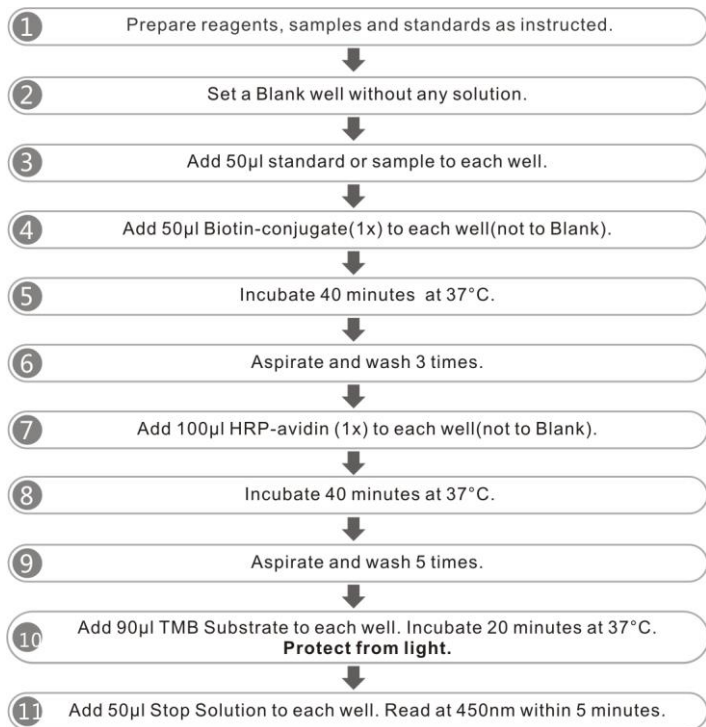 1 Prepare reagents, samples and standards as instructed.
2 Set a Blank well without any solution.
3 Add 50μl standard or sample to each well.
4 Add 50μl Biotin-conjugate(1x) to each well(not to Blank).
5 Incubate 40 minutes at 37°C.
6 Aspirate and wash 3 times.
7 Add 100μl HRP-avidin (1x) to each well(not to Blank).
8 Incubate 40 minutes at 37°C.
9 Aspirate and wash 5 times.
10 Add 90μl TMB Substrate to each well. Incubate 20 minutes at 37°C.
Protect from light.
11 Add 50μl Stop Solution to each well. Read at 450nm within 5 minutes.